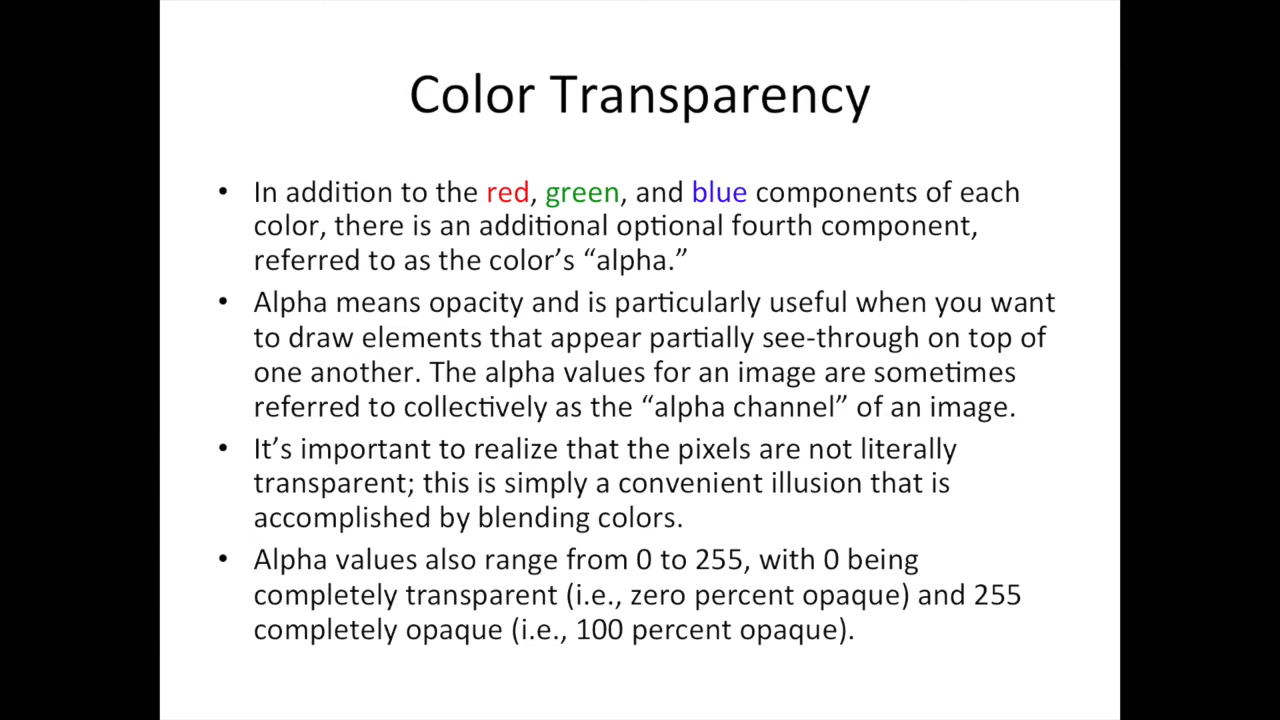 Color Transparency
• In addition to the red, green, and blue components of each
color, there is an additional optional fourth component,
referred to as the color’s “alpha.”
• Alpha means opacity and is particularly useful when you want
to draw elements that appear partially see-through on top of
one another. The alpha values for an image are sometimes
referred to collectively as the “alpha channel” of an image.
• It’s important to realize that the pixels are not literally
transparent; this is simply a convenient illusion that is
accomplished by blending colors.
• Alpha values also range from 0 to 255, with 0 being
completely transparent (i.e., zero percent opaque) and 255
completely opaque (i.e., 100 percent opaque).